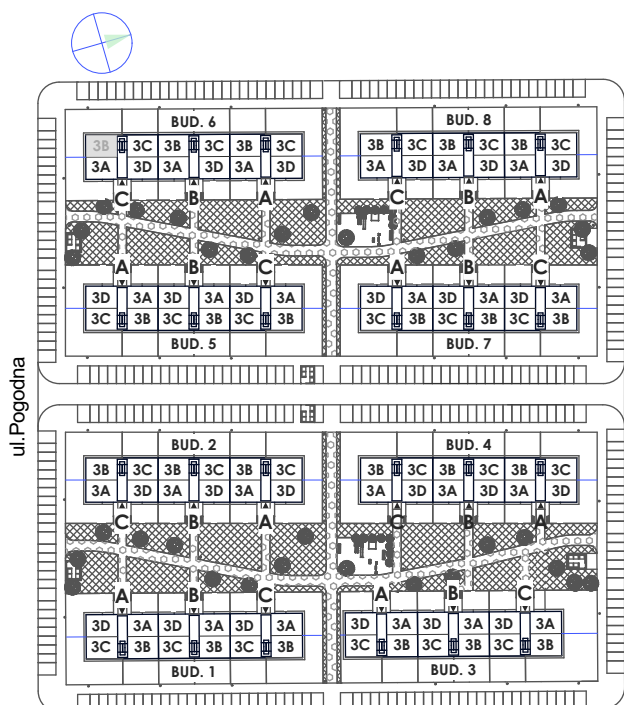 BUD. 6 BUD. 8
3B 3C 3B 3C 3B 3C 3B 3C 3B 3C 3B 3C
3A 3D 3A 3D 3A 3D 3A 3D 3A 3D 3A 3D
C B A C B A
A B C A B C
3D 3A 3D 3A 3D 3A 3D 3A 3D 3A 3D 3A
3C 3B 3C 3B 3C 3B 3C 3B 3C 3B 3C 3B
BUD. 5 BUD. 7
ul.Pogodna
BUD. 2 BUD. 4
3B 3C 3B 3C 3B 3C 3B 3C 3B 3C 3B 3C
3A 3D 3A 3D 3A 3D 3A 3D 3A 3D 3A 3D
C B A C B A
A B C A B C
3D 3A 3D 3A 3D 3A 3D 3A 3D 3A 3D 3A
3C 3B 3C 3B 3C 3B 3C 3B 3C 3B 3C 3B
BUD. 1 BUD. 3